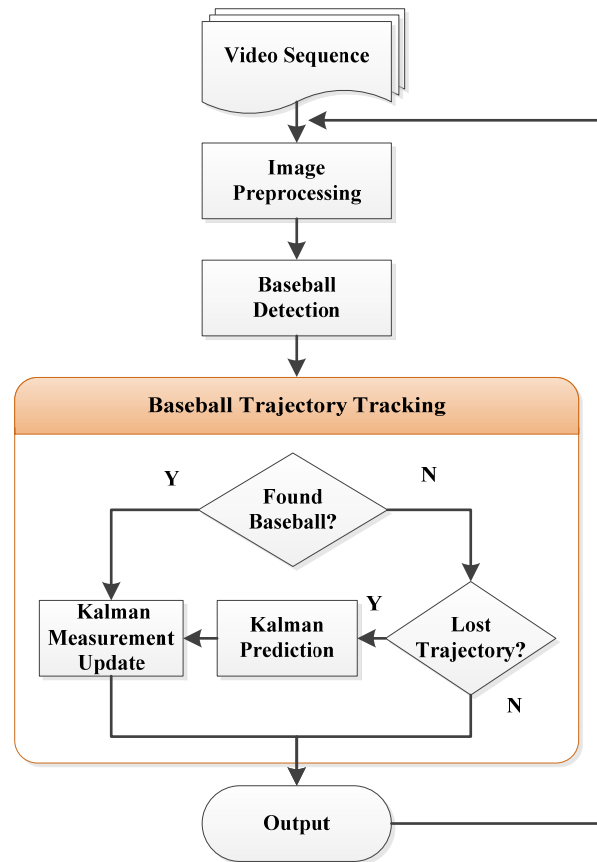 Video Sequence
Image
Preprocessing
Baseball
Detection
Baseball Trajectory Tracking
Y
N
Found
Baseball?
Kalman
Measurement
Update
Kalman
Prediction
Y
Lost
Trajectory?
N
Output